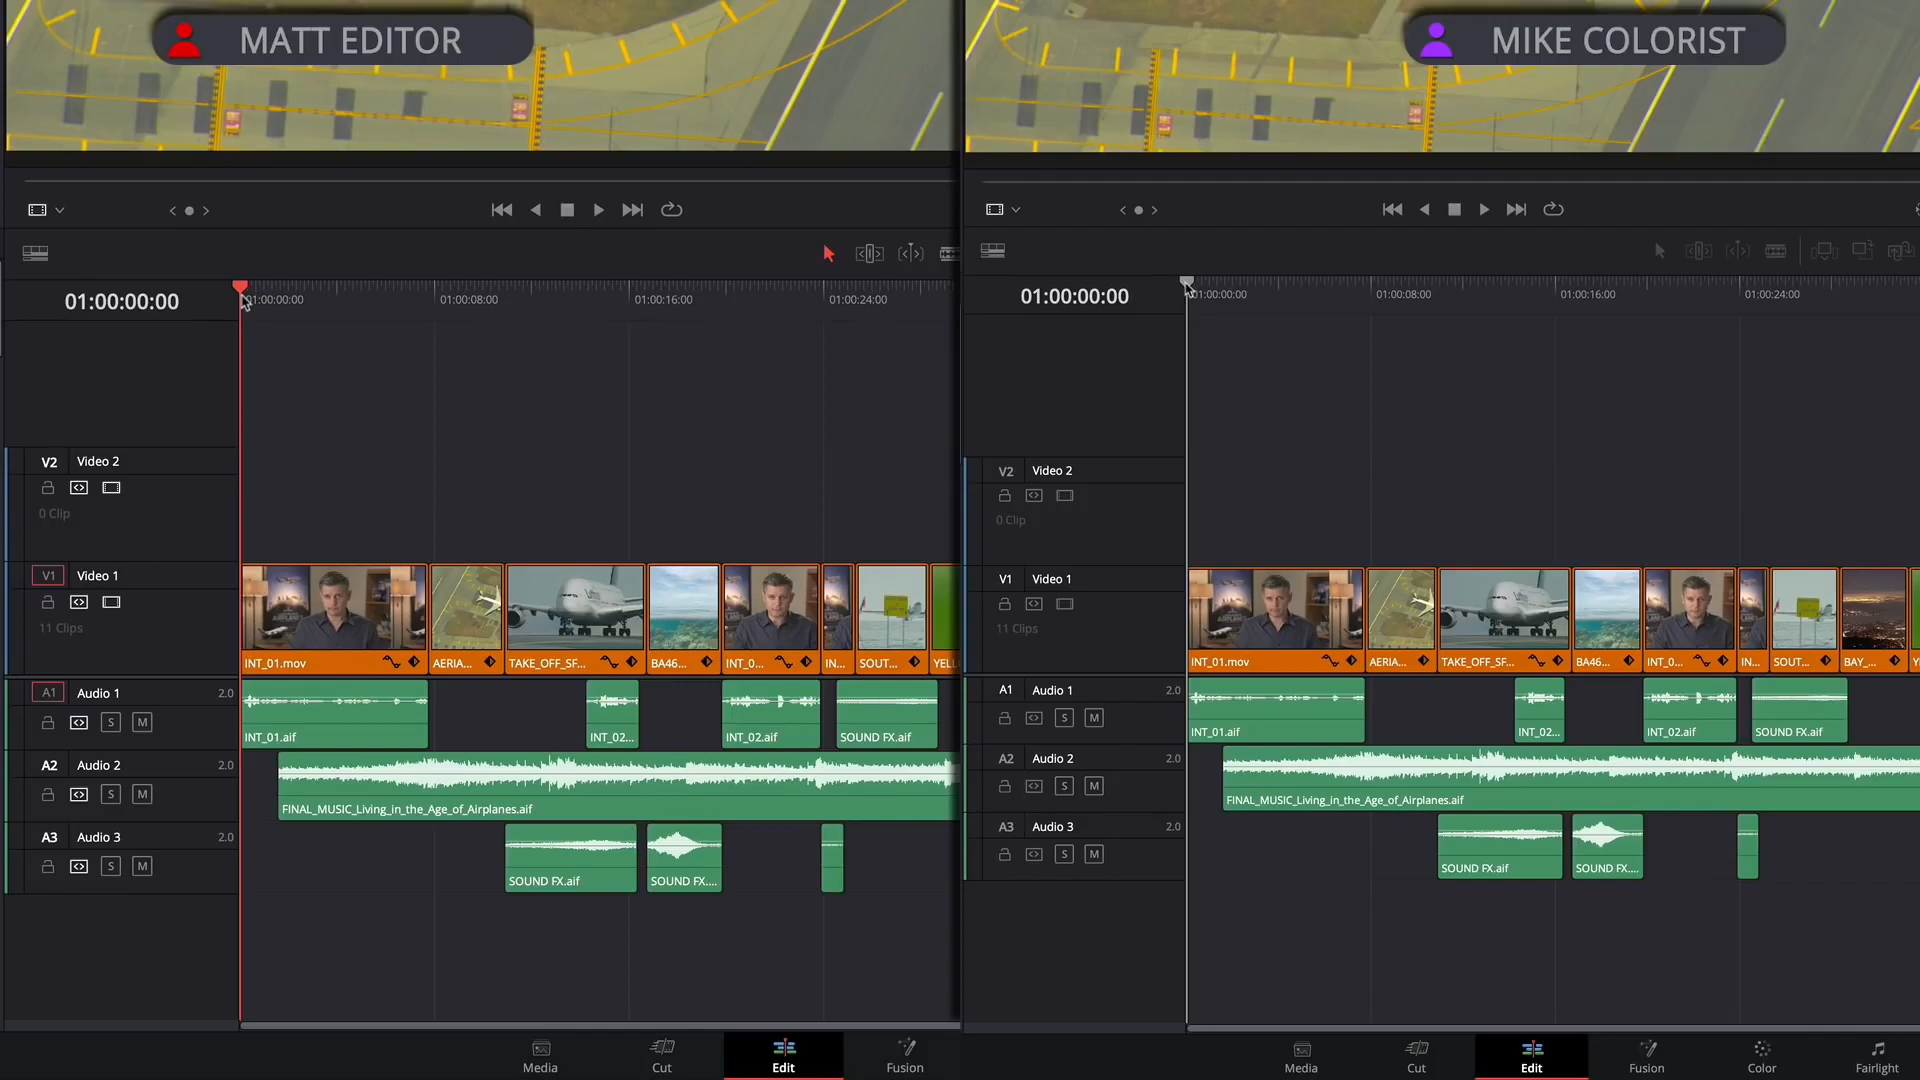 MATT EDITOR
01:00:00:00
01:00:00:00
01:00:08:00
01:00:16:00
01:00:24:00
V2 Video 2
0 Clip
V1 Video 1
11 Clips
INT_01.mov
AERIA...
TAKE_OFF_SF...
BA46...
INT_0...
IN...
SOUT...
YELL
A1 Audio 1 2.0
S M
INT_01.aif
INT_02...
INT_02.aif
SOUND FX.aif
A2 Audio 2 2.0
S M
FINAL_MUSIC_Living_in_the_Age_of_Airplanes.aif
A3 Audio 3 2.0
S M
SOUND FX.aif
SOUND FX....
Media
Cut
Edit
Fusion
MIKE COLORIST
01:00:00:00
01:00:00:00
01:00:08:00
01:00:16:00
01:00:24:00
V2 Video 2
0 Clip
V1 Video 1
11 Clips
INT_01.mov
AERIA...
TAKE_OFF_SF...
BA46...
INT_0...
IN...
SOUT...
BAY_...
A1 Audio 1 2.0
S M
INT_01.aif
INT_02...
INT_02.aif
SOUND FX.aif
A2 Audio 2 2.0
S M
FINAL_MUSIC_Living_in_the_Age_of_Airplanes.aif
A3 Audio 3 2.0
S M
SOUND FX.aif
SOUND FX....
Media
Cut
Edit
Fusion
Color
Fairlight